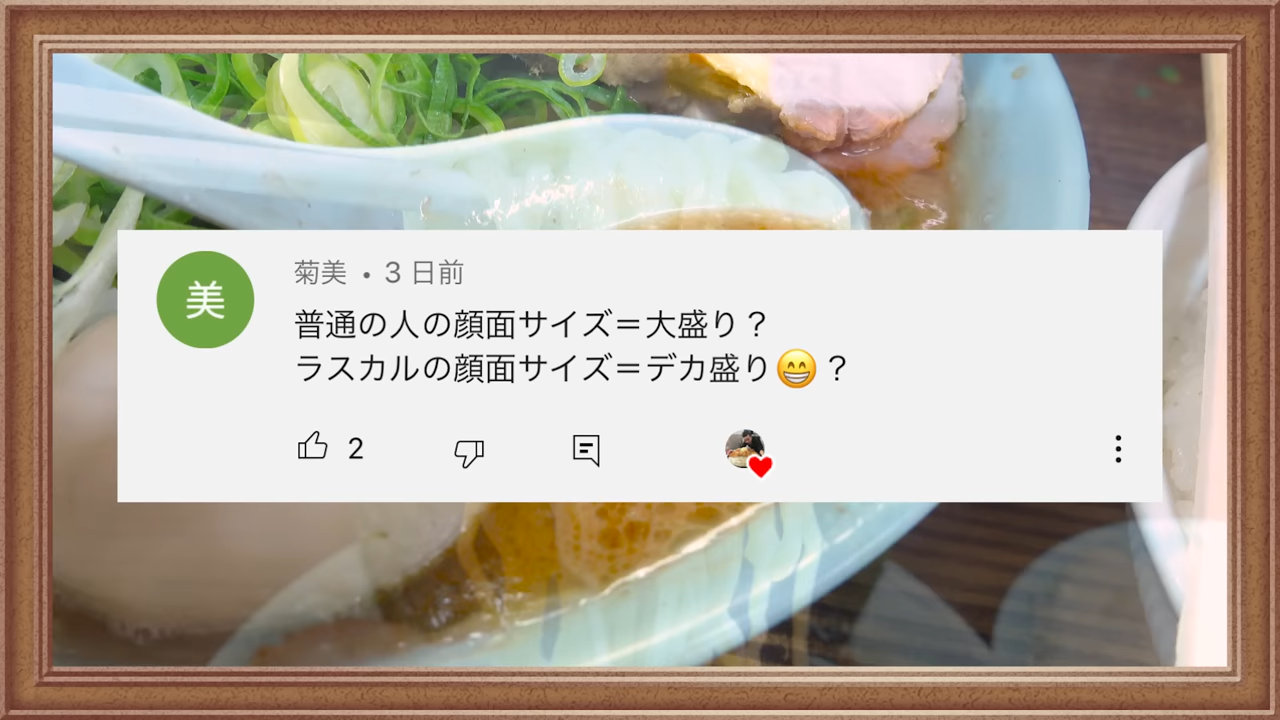 美
菊美 • 3 日前
普通の人の顔面サイズ＝大盛り？
ラスカルの顔面サイズ＝デカ盛り😁？
2